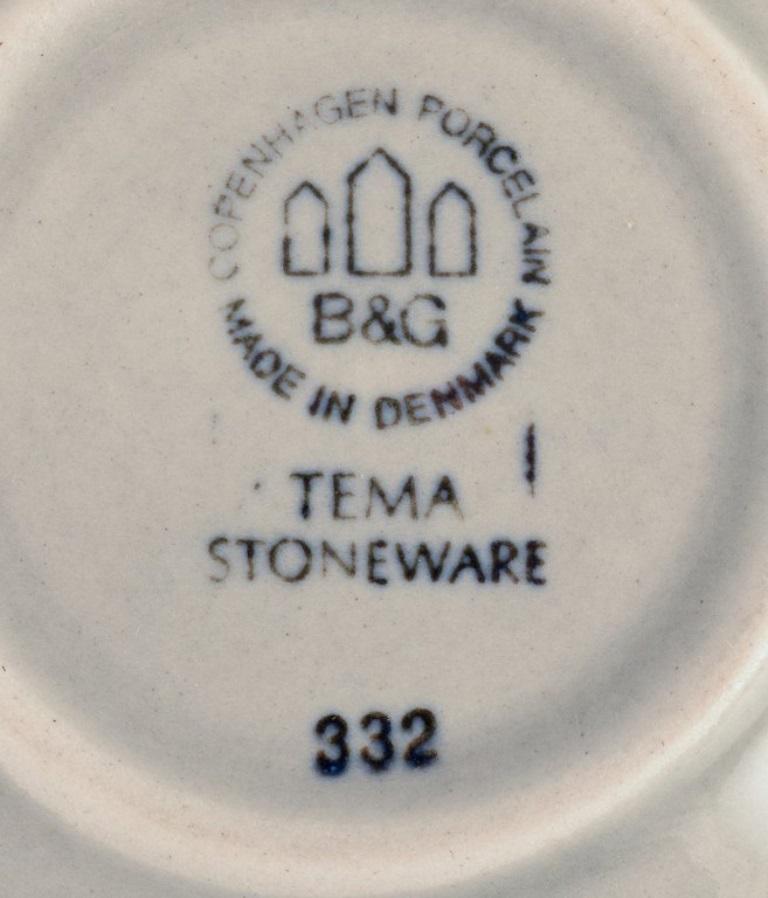 COPENHAGEN PORCELAIN
B&G
MADE IN DENMARK
TEMA
STONEWARE
332